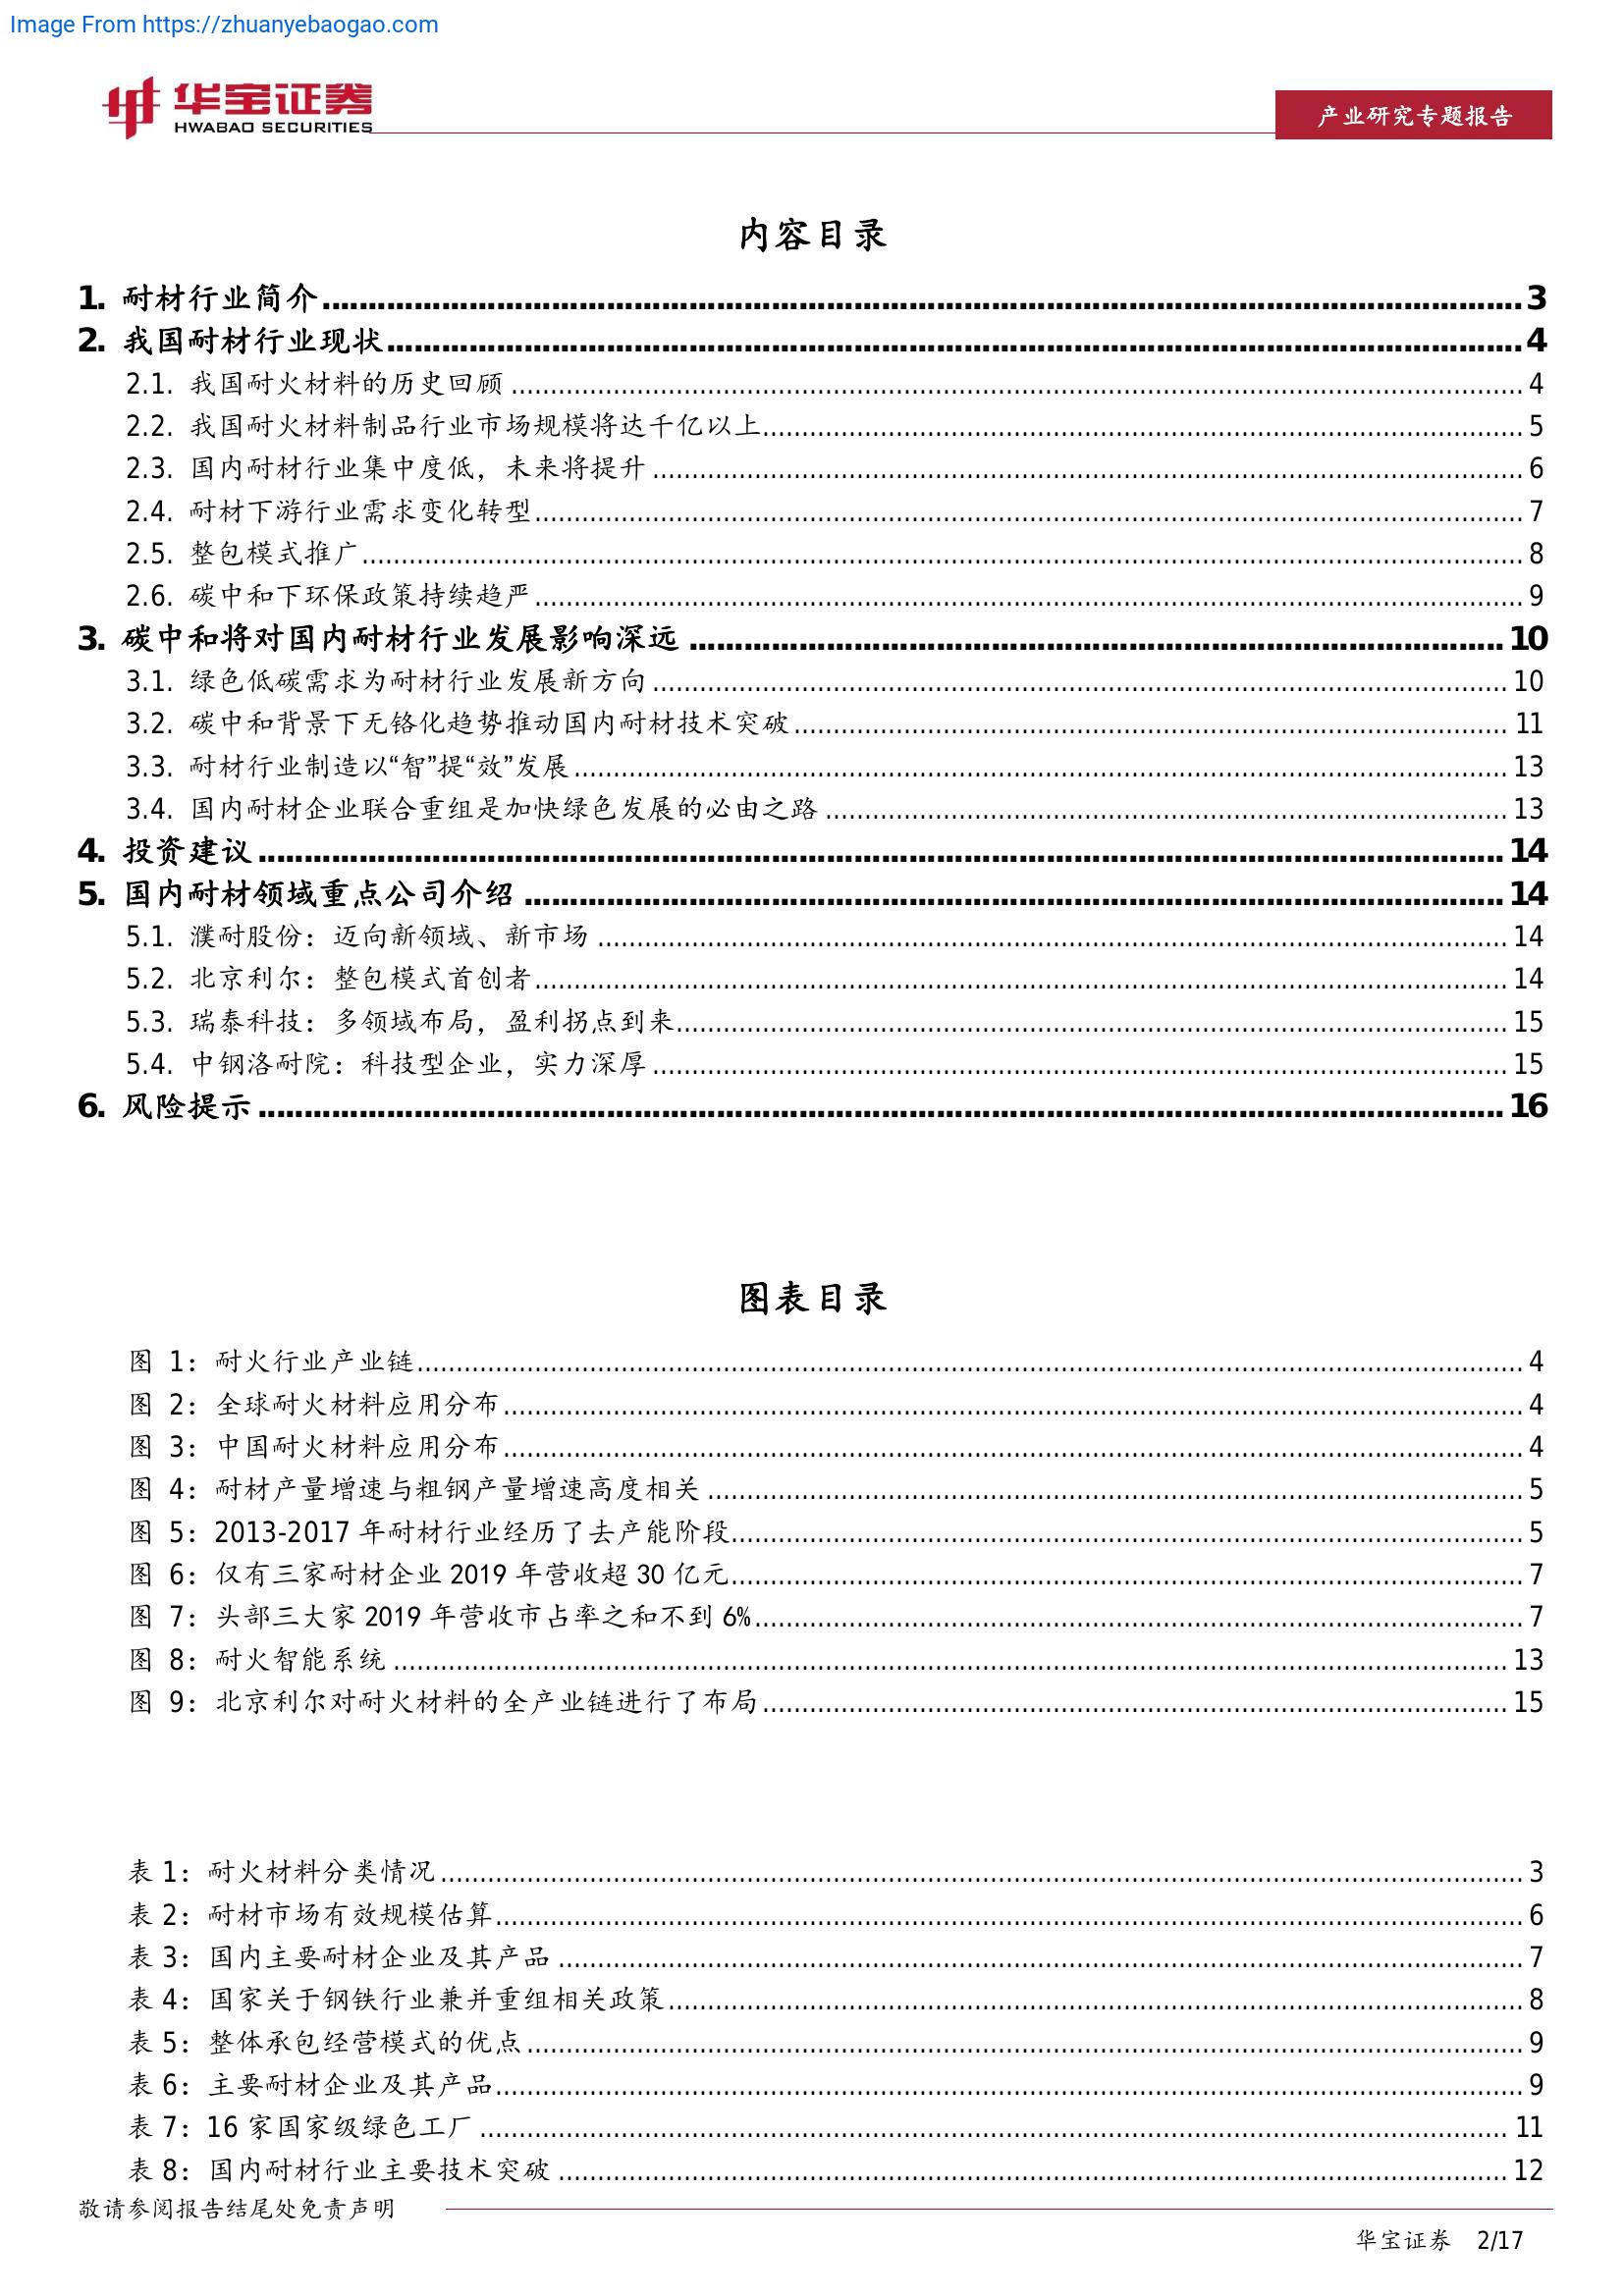 Image From https://zhuanyebaogao.com
华宝证券
HWABAO SECURITIES
产业研究专题报告
内容目录
1. 耐材行业简介 3
2. 我国耐材行业现状 4
2.1. 我国耐火材料的历史回顾 4
2.2. 我国耐火材料制品行业市场规模将达千亿以上 5
2.3. 国内耐材行业集中度低，未来将提升 6
2.4. 耐材下游行业需求变化转型 7
2.5. 整包模式推广 8
2.6. 碳中和下环保政策持续趋严 9
3. 碳中和将对国内耐材行业发展影响深远 10
3.1. 绿色低碳需求为耐材行业发展新方向 10
3.2. 碳中和背景下无铬化趋势推动国内耐材技术突破 11
3.3. 耐材行业制造以“智”提“效”发展 13
3.4. 国内耐材企业联合重组是加快绿色发展的必由之路 13
4. 投资建议 14
5. 国内耐材领域重点公司介绍 14
5.1. 濮耐股份：迈向新领域、新市场 14
5.2. 北京利尔：整包模式首创者 14
5.3. 瑞泰科技：多领域布局，盈利拐点到来 15
5.4. 中钢洛耐院：科技型企业，实力深厚 15
6. 风险提示 16
图表目录
图 1：耐火行业产业链 4
图 2：全球耐火材料应用分布 4
图 3：中国耐火材料应用分布 4
图 4：耐材产量增速与粗钢产量增速高度相关 5
图 5：2013-2017 年耐材行业经历了去产能阶段 5
图 6：仅有三家耐材企业 2019 年营收超 30 亿元 7
图 7：头部三大家 2019 年营收市占率之和不到 6% 7
图 8：耐火智能系统 13
图 9：北京利尔对耐火材料的全产业链进行了布局 15
表 1：耐火材料分类情况 3
表 2：耐材市场有效规模估算 6
表 3：国内主要耐材企业及其产品 7
表 4：国家关于钢铁行业兼并重组相关政策 8
表 5：整体承包经营模式的优点 9
表 6：主要耐材企业及其产品 9
表 7：16 家国家级绿色工厂 11
表 8：国内耐材行业主要技术突破 12
敬请参阅报告结尾处免责声明
华宝证券 2/17